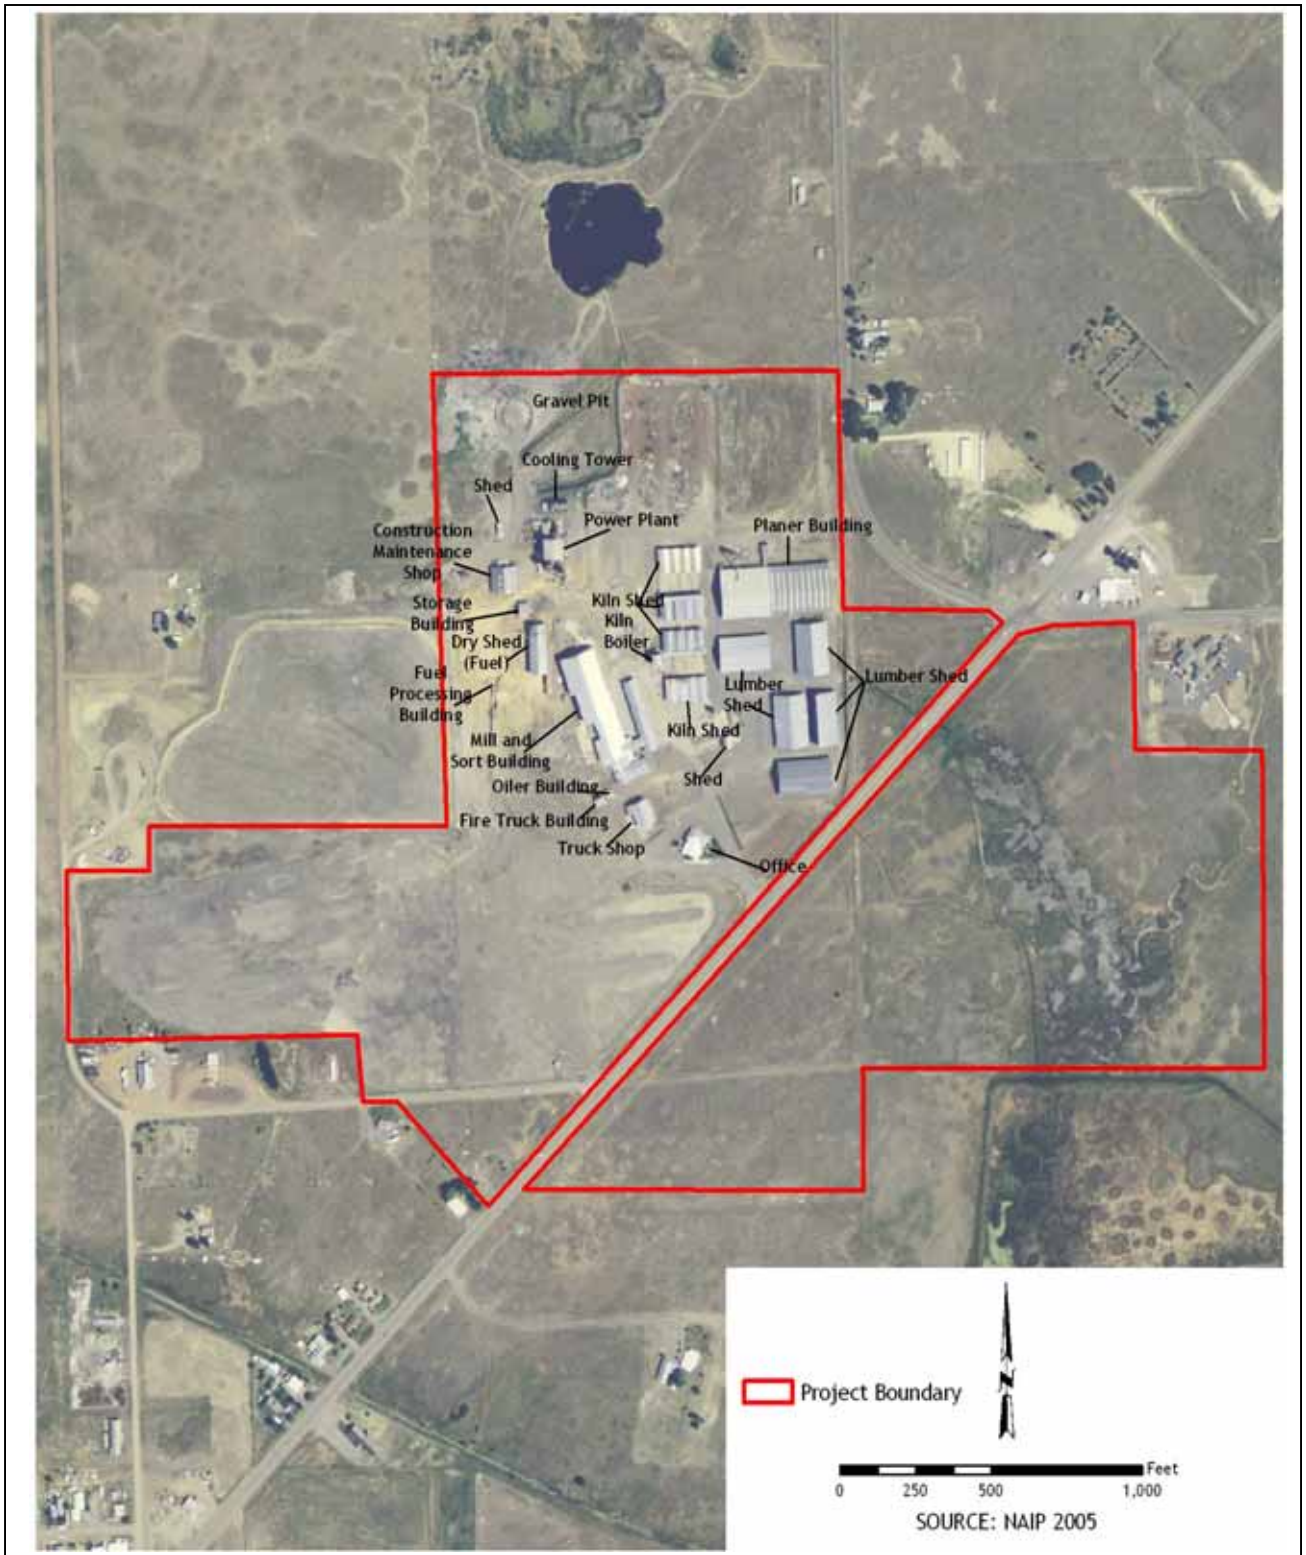 Gravel Pit
Cooling Tower
Shed
Power Plant
Planer Building
Construction
Maintenance
Shop
Kiln Shed
Storage
Building
Kiln
Boiler
Dry Shed
(Fuel)
Fuel
Processing
Building
Lumber Shed
Lumber
Shed
Kiln Shed
Mill and
Sort Building
Shed
Oiler Building
Fire Truck Building
Truck Shop
Office
N
Project Boundary
Feet
0 250 500 1,000
SOURCE: NAIP 2005